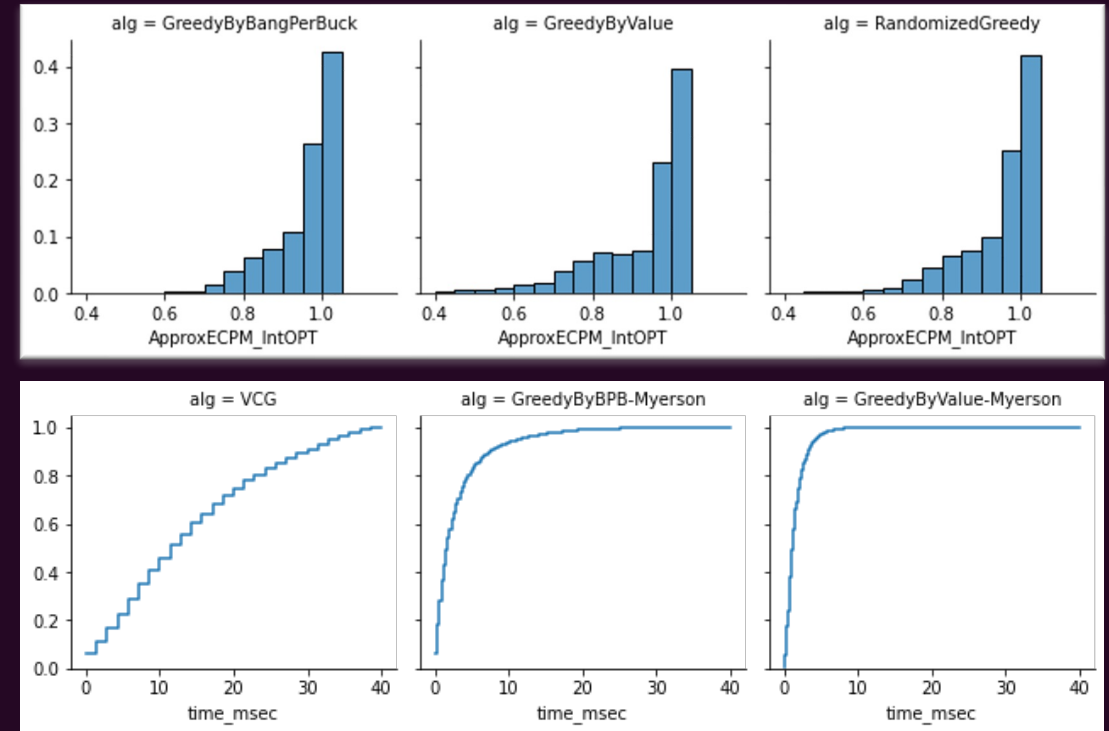 alg = GreedyByBangPerBuck alg = GreedyByValue alg = RandomizedGreedy
0.4
0.3
0.2
0.1
0.0
0.4 0.6 0.8 1.0 0.4 0.6 0.8 1.0 0.4 0.6 0.8 1.0
ApproxECPM_IntOPT ApproxECPM_IntOPT ApproxECPM_IntOPT
alg = VCG alg = GreedyByBPB-Myerson alg = GreedyByValue-Myerson
1.0
0.8
0.6
0.4
0.2
0.0
0 10 20 30 40 0 10 20 30 40 0 10 20 30 40
time_msec time_msec time_msec